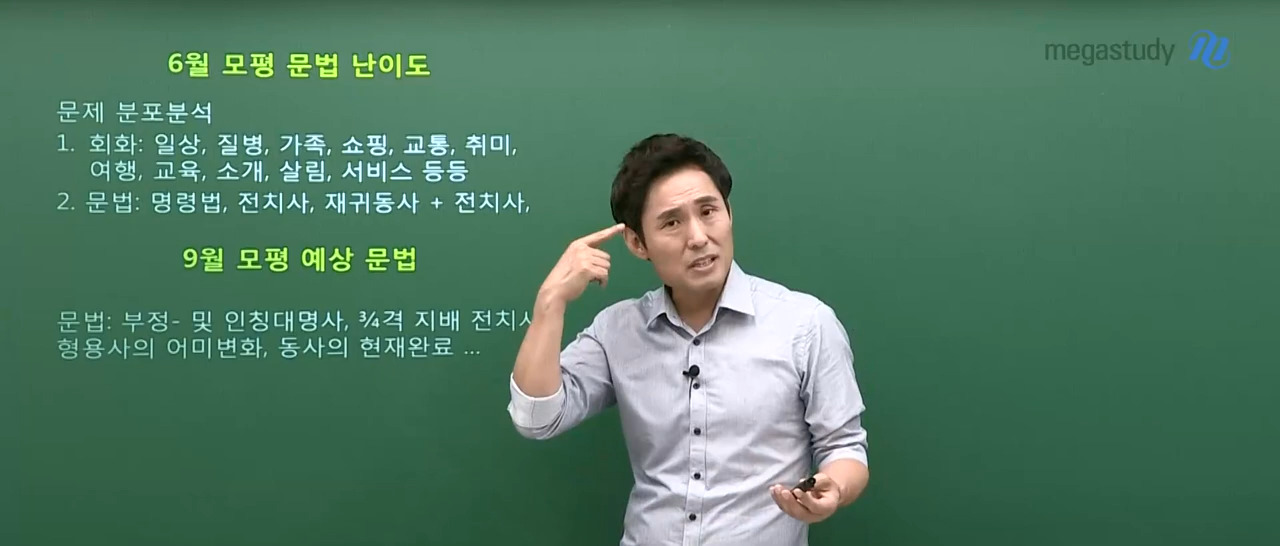 megastudy
6월 모평 문법 난이도
문제 분포분석
1. 회화: 일상, 질병, 가족, 쇼핑, 교통, 취미,
여행, 교육, 소개, 살림, 서비스 등등
2. 문법: 명령법, 전치사, 재귀동사 + 전치사,
9월 모평 예상 문법
문법: 부정- 및 인칭대명사, ¾격 지배
형용사의 어미변화, 동사의 현재완료 ...